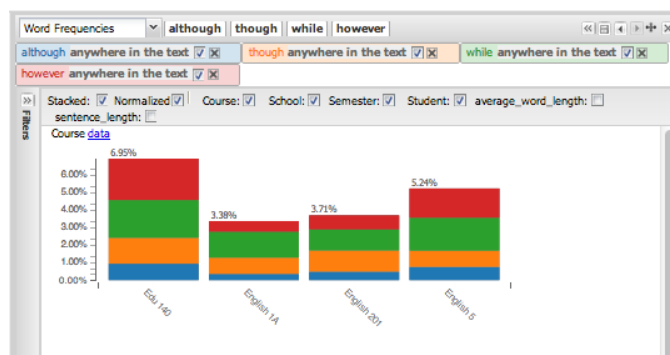 Word Frequencies although though while however
although anywhere in the text though anywhere in the text while anywhere in the text
however anywhere in the text
Stacked: Normalized Course: School: Semester: Student: average_word_length:
sentence_length:
Filters
Course data
6.95%
6.00%
5.00%
4.00%
3.00%
2.00%
1.00%
0.00%
3.38%
3.71%
5.24%
Edu 140
English 1A
English 201
English 5